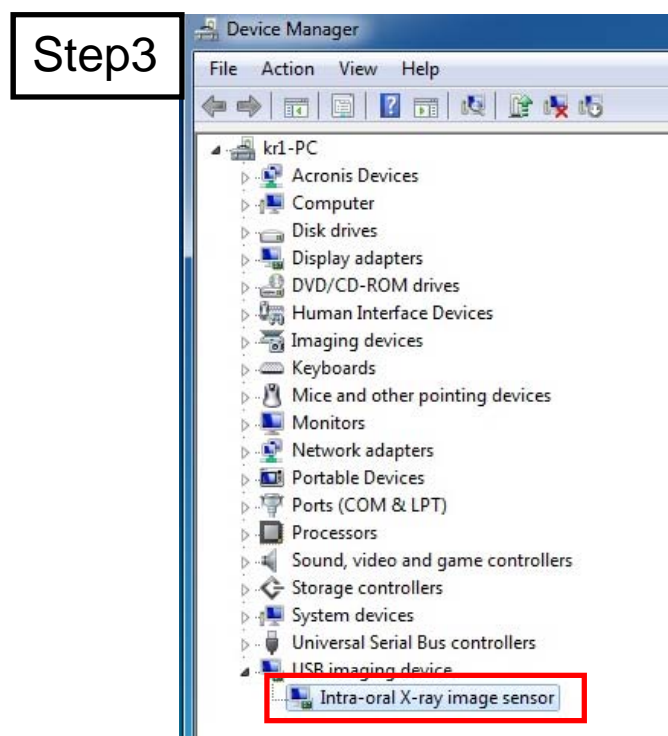 Step3
Device Manager
File Action View Help
kr1-PC
Acronis Devices
Computer
Disk drives
Display adapters
DVD/CD-ROM drives
Human Interface Devices
Imaging devices
Keyboards
Mice and other pointing devices
Monitors
Network adapters
Portable Devices
Ports (COM & LPT)
Processors
Sound, video and game controllers
Storage controllers
System devices
Universal Serial Bus controllers
USB imaging device
Intra-oral X-ray image sensor